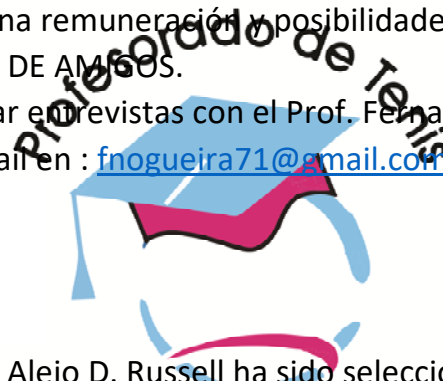 na remuneración y posibilidade
DE AMIGOS.
ar entrevistas con el Prof. Ferna
ail en : fnogueira71@gmail.com
Profesorado de Tenis
Alejo D. Russell ha sido seleccio